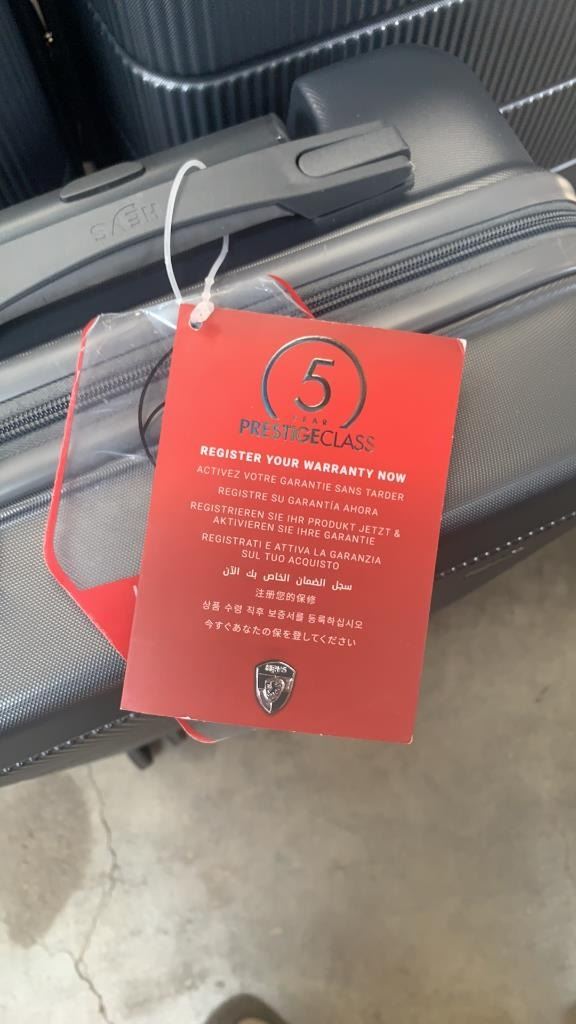 HEYS
5
YEAR
PRESTIGECLASS
REGISTER YOUR WARRANTY NOW
ACTIVEZ VOTRE GARANTIE SANS TARDER
REGISTRE SU GARANTÍA AHORA
REGISTRIEREN SIE IHR PRODUKT JETZT &
AKTIVIEREN SIE IHRE GARANTIE
REGISTRATI E ATTIVA LA GARANZIA
SUL TUO ACQUISTO
سجل الضمان الخاص بك الآن
注册您的保修
상품 수령 직후 보증서를 등록하십시오
今すぐあなたの保を登してください
HEYS